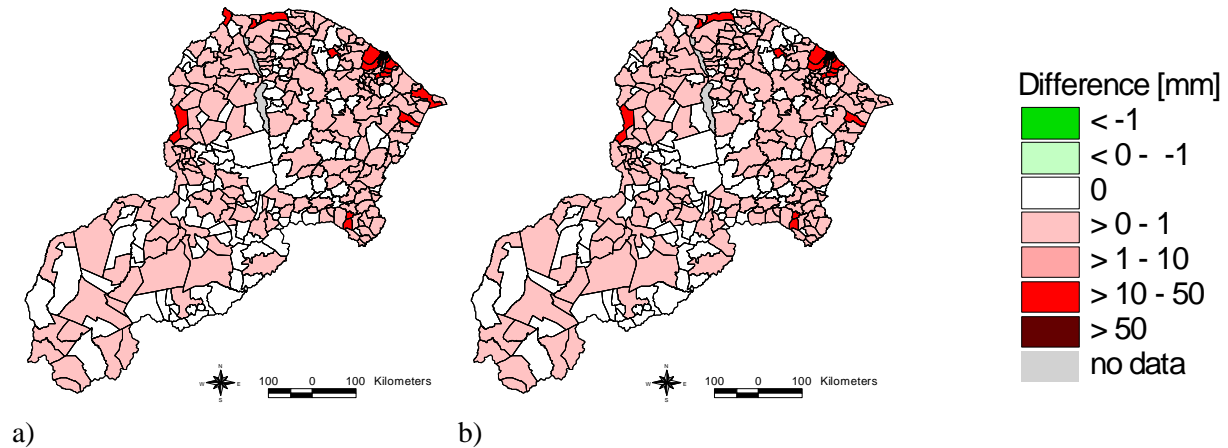 Difference [mm]
< -1
< 0 - -1
0
> 0 - 1
> 1 - 10
> 10 - 50
> 50
no data
N
W E
S
100 0 100 Kilometers
N
W E
S
100 0 100 Kilometers
a)
b)